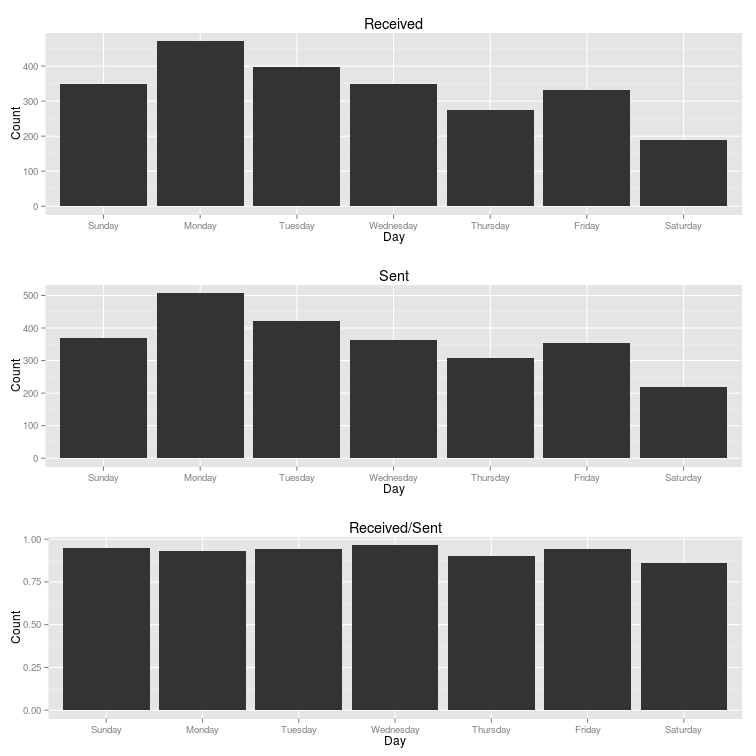 Received
Count
400
300
200
100
0
Sunday Monday Tuesday Wednesday Thursday Friday Saturday
Day
Sent
Count
500
400
300
200
100
0
Sunday Monday Tuesday Wednesday Thursday Friday Saturday
Day
Received/Sent
Count
1.00
0.75
0.50
0.25
0.00
Sunday Monday Tuesday Wednesday Thursday Friday Saturday
Day